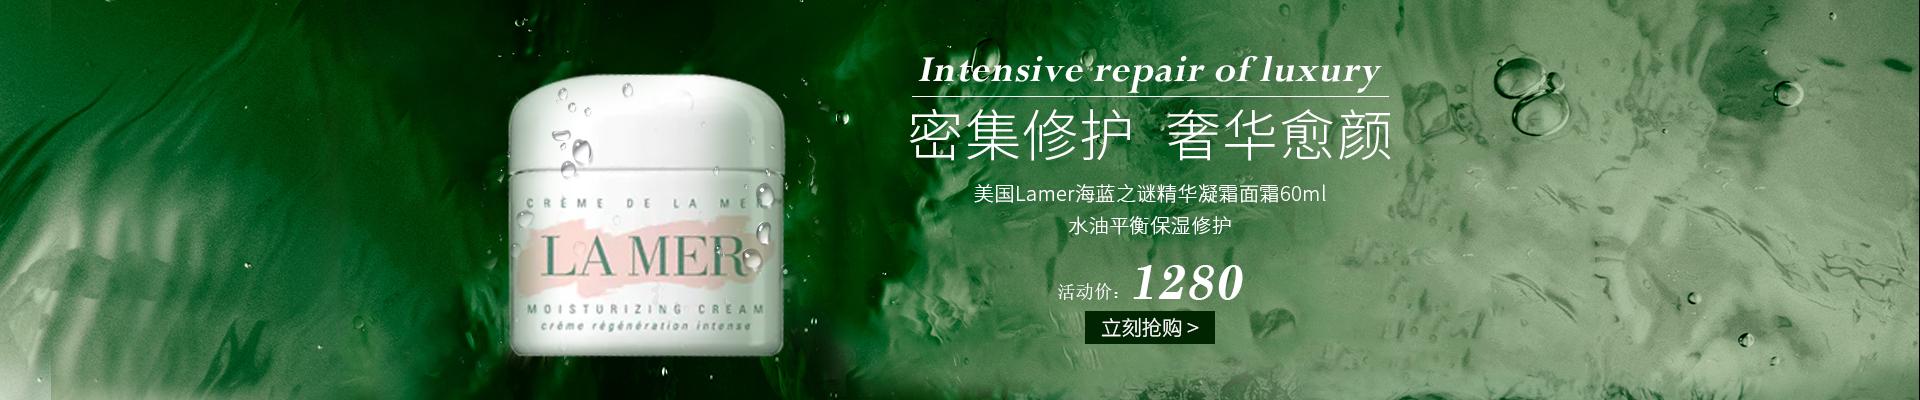 CRÈME DE LA MER
LA MER
MOISTURIZING CREAM
crème régénération intense
Intensive repair of luxury
密集修护 奢华愈颜
美国Lamer海蓝之谜精华凝霜面霜60ml
水油平衡保湿修护
活动价：1280
立刻抢购 >